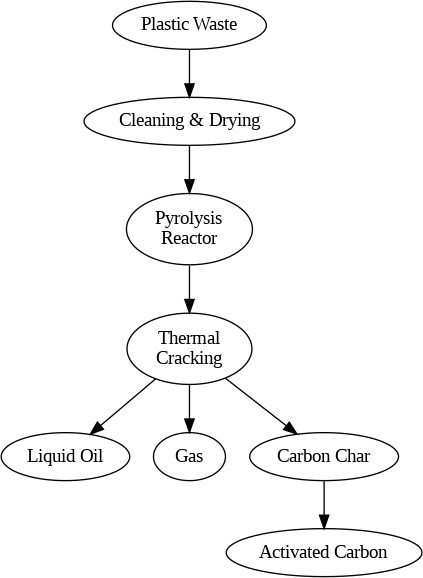 Plastic Waste
Cleaning & Drying
Pyrolysis
Reactor
Thermal
Cracking
Liquid Oil
Gas
Carbon Char
Activated Carbon